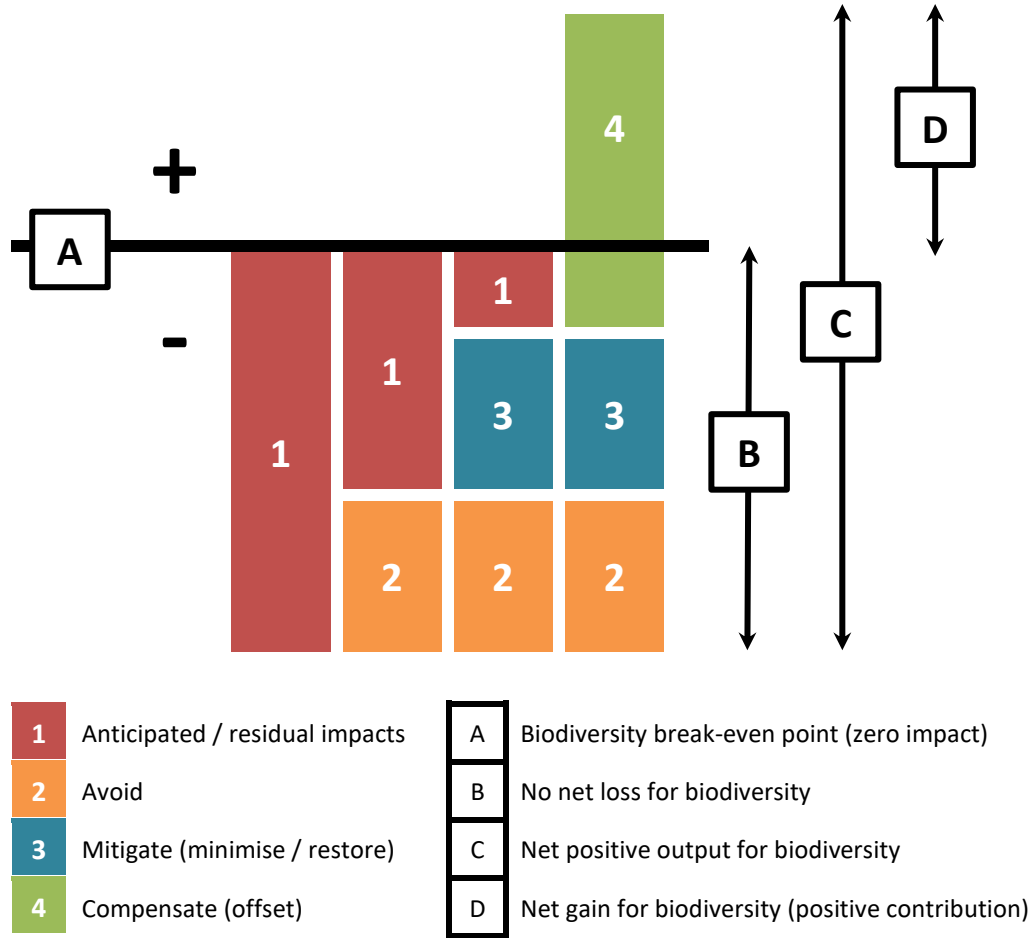 4
D
+
A
1
C
-
1
3
3
B
1
2
2
2
1 Anticipated / residual impacts
A Biodiversity break-even point (zero impact)
2 Avoid
B No net loss for biodiversity
3 Mitigate (minimise / restore)
C Net positive output for biodiversity
4 Compensate (offset)
D Net gain for biodiversity (positive contribution)